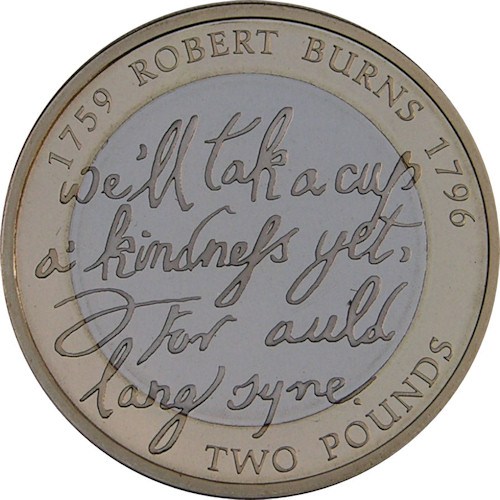 1759 ROBERT BURNS 1796
we'll tak a cup
a' kindness yet,
For auld
lang syne.
TWO POUNDS